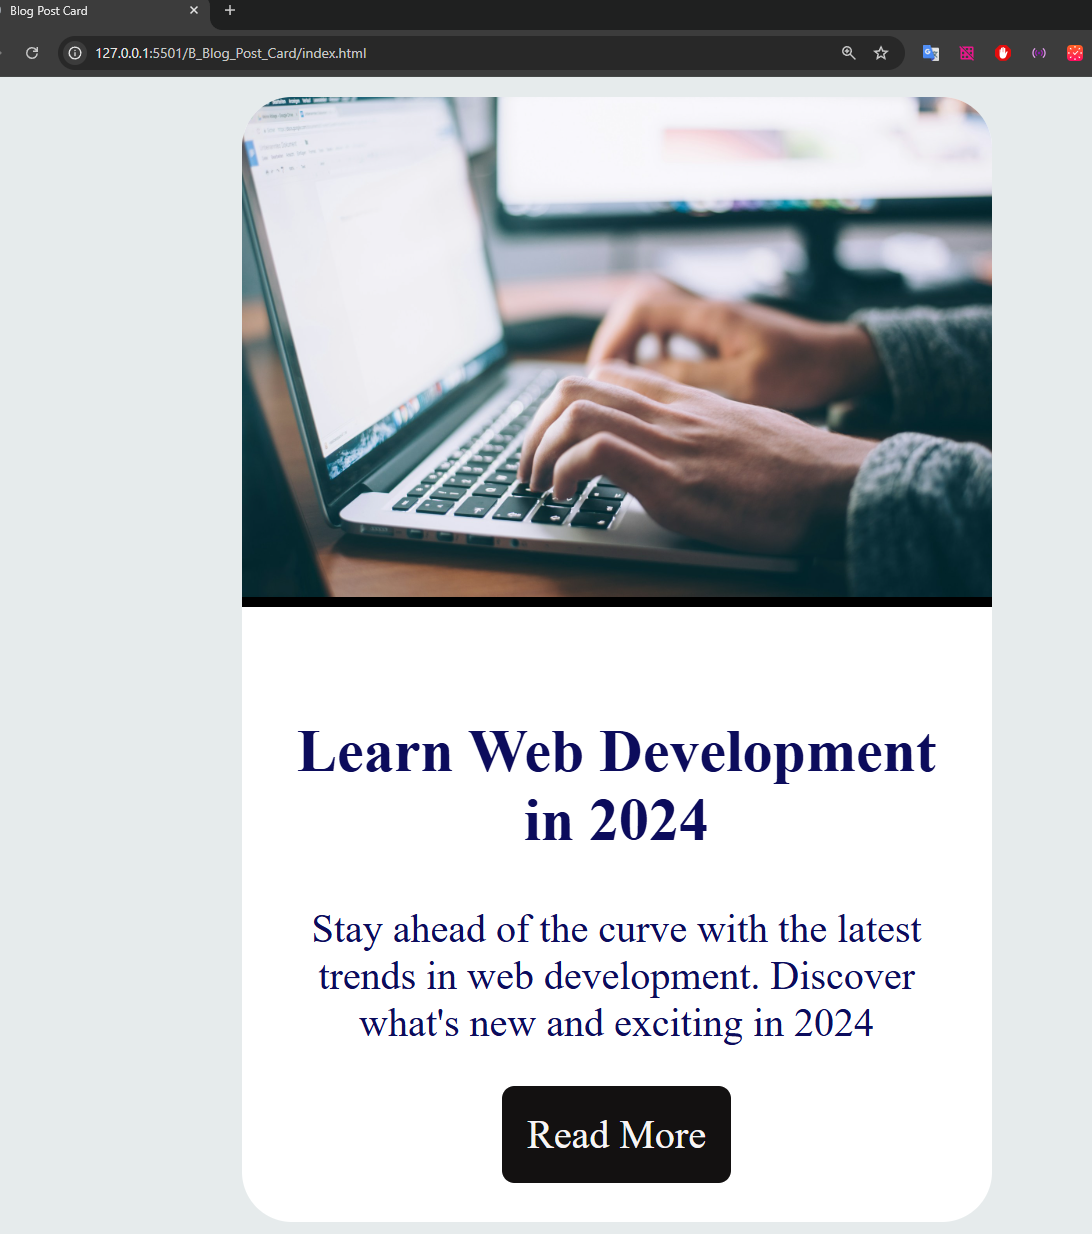 Blog Post Card
127.0.0.1:5501/B_Blog_Post_Card/index.html
Learn Web Development
in 2024
Stay ahead of the curve with the latest
trends in web development. Discover
what's new and exciting in 2024
Read More